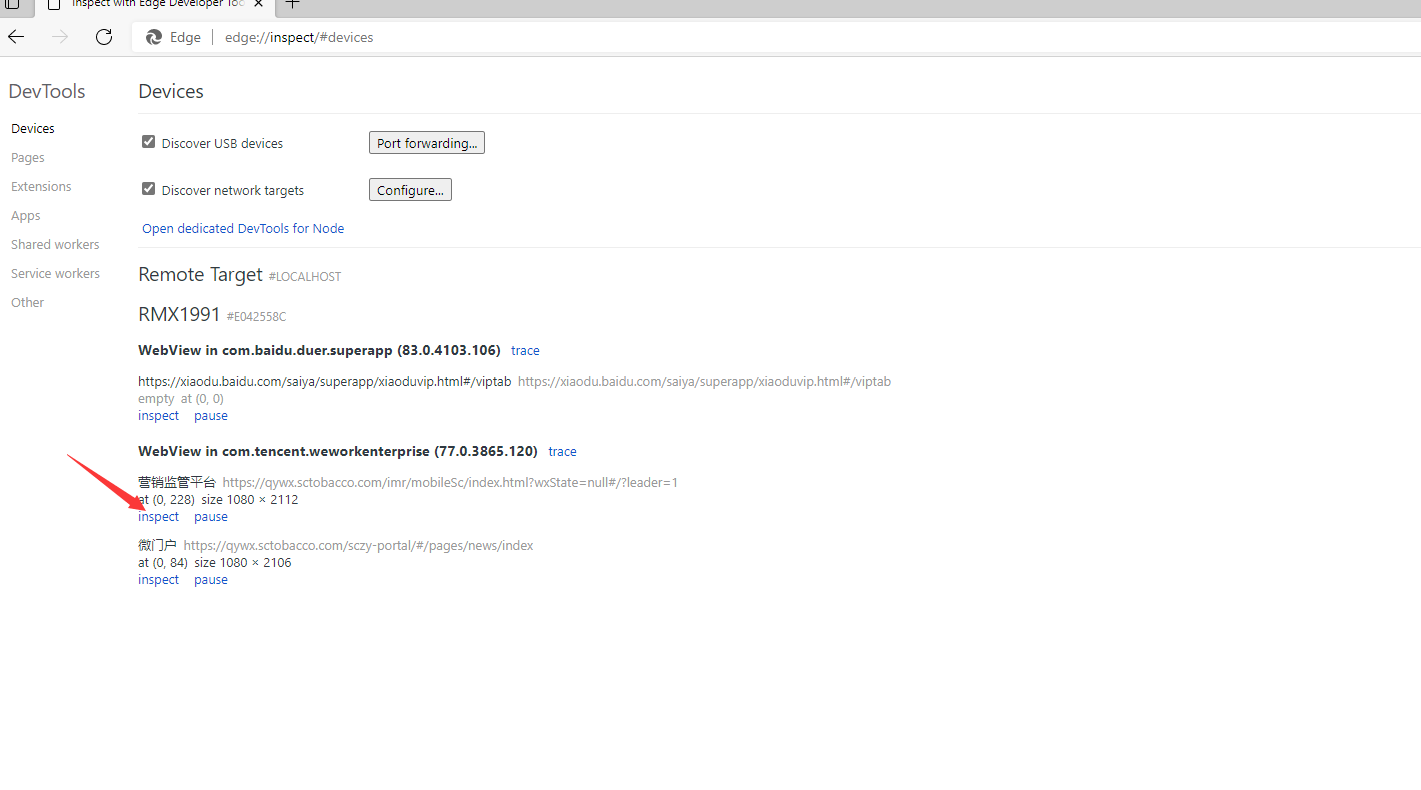 Inspect with Edge Developer Too
Edge edge://inspect/#devices
DevTools
Devices
Pages
Extensions
Apps
Shared workers
Service workers
Other
Devices
Discover USB devices Port forwarding...
Discover network targets Configure...
Open dedicated DevTools for Node
Remote Target #LOCALHOST
RMX1991 #E042558C
WebView in com.baidu.duer.superapp (83.0.4103.106) trace
https://xiaodu.baidu.com/saiya/superapp/xiaoduvip.html#/viptab https://xiaodu.baidu.com/saiya/superapp/xiaoduvip.html#/viptab
empty at (0, 0)
inspect pause
WebView in com.tencent.weworkenterprise (77.0.3865.120) trace
营销监管平台 https://qywx.sctobacco.com/imr/mobileSc/index.html?wxState=null#/?leader=1
at (0, 228) size 1080 × 2112
inspect pause
微门户 https://qywx.sctobacco.com/sczy-portal/#/pages/news/index
at (0, 84) size 1080 × 2106
inspect pause